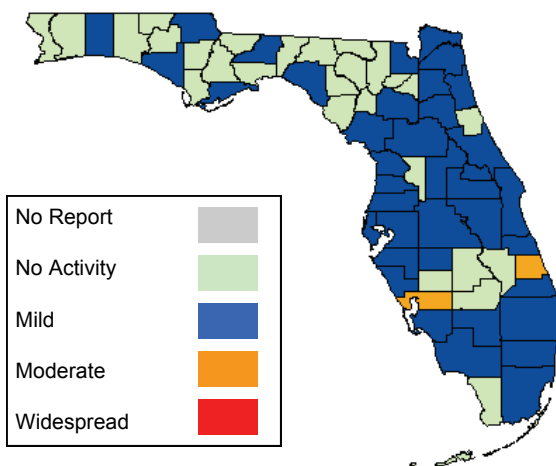 No Report
No Activity
Mild
Moderate
Widespread